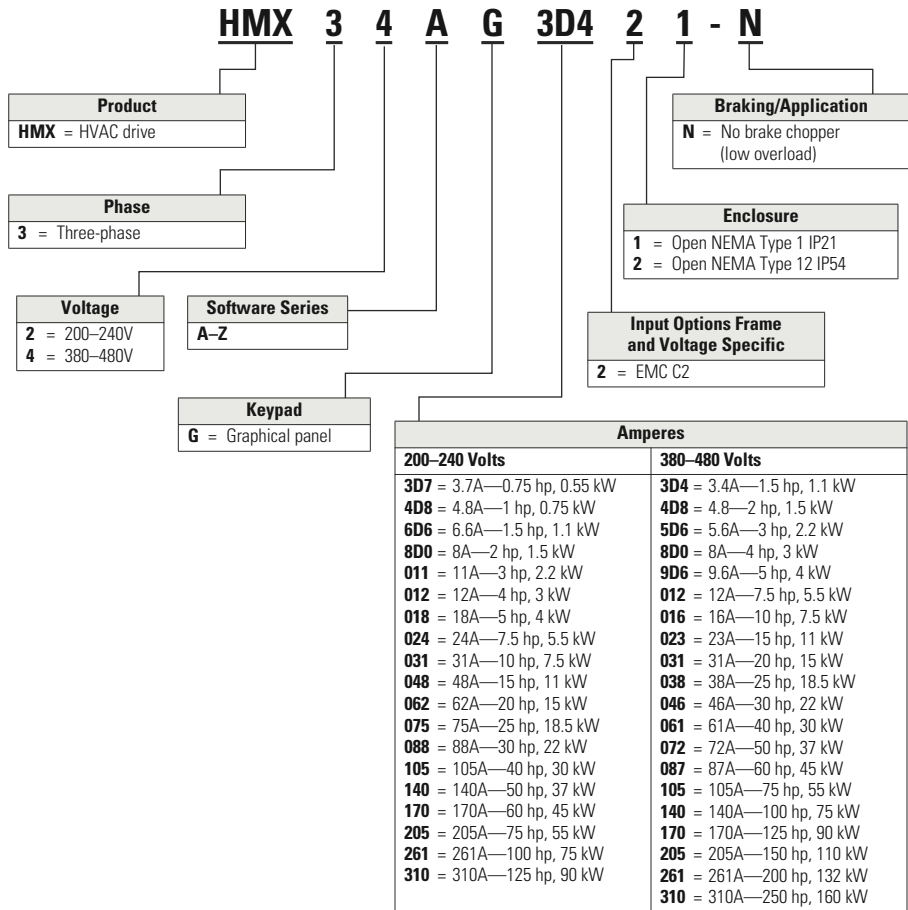 HMX 3 4 A G 3D4 2 1 - N
Product
HMX = HVAC drive
Phase
3 = Three-phase
Voltage
2 = 200–240V
4 = 380–480V
Software Series
A–Z
Keypad
G = Graphical panel
Braking/Application
N = No brake chopper
(low overload)
Enclosure
1 = Open NEMA Type 1 IP21
2 = Open NEMA Type 12 IP54
Input Options Frame
and Voltage Specific
2 = EMC C2
Amperes
200–240 Volts
3D7 = 3.7A—0.75 hp, 0.55 kW
4D8 = 4.8A—1 hp, 0.75 kW
6D6 = 6.6A—1.5 hp, 1.1 kW
8D0 = 8A—2 hp, 1.5 kW
011 = 11A—3 hp, 2.2 kW
012 = 12A—4 hp, 3 kW
018 = 18A—5 hp, 4 kW
024 = 24A—7.5 hp, 5.5 kW
031 = 31A—10 hp, 7.5 kW
048 = 48A—15 hp, 11 kW
062 = 62A—20 hp, 15 kW
075 = 75A—25 hp, 18.5 kW
088 = 88A—30 hp, 22 kW
105 = 105A—40 hp, 30 kW
140 = 140A—50 hp, 37 kW
170 = 170A—60 hp, 45 kW
205 = 205A—75 hp, 55 kW
261 = 261A—100 hp, 75 kW
310 = 310A—125 hp, 90 kW
380–480 Volts
3D4 = 3.4A—1.5 hp, 1.1 kW
4D8 = 4.8—2 hp, 1.5 kW
5D6 = 5.6A—3 hp, 2.2 kW
8D0 = 8A—4 hp, 3 kW
9D6 = 9.6A—5 hp, 4 kW
012 = 12A—7.5 hp, 5.5 kW
016 = 16A—10 hp, 7.5 kW
023 = 23A—15 hp, 11 kW
031 = 31A—20 hp, 15 kW
038 = 38A—25 hp, 18.5 kW
046 = 46A—30 hp, 22 kW
061 = 61A—40 hp, 30 kW
072 = 72A—50 hp, 37 kW
087 = 87A—60 hp, 45 kW
105 = 105A—75 hp, 55 kW
140 = 140A—100 hp, 75 kW
170 = 170A—125 hp, 90 kW
205 = 205A—150 hp, 110 kW
261 = 261A—200 hp, 132 kW
310 = 310A—250 hp, 160 kW